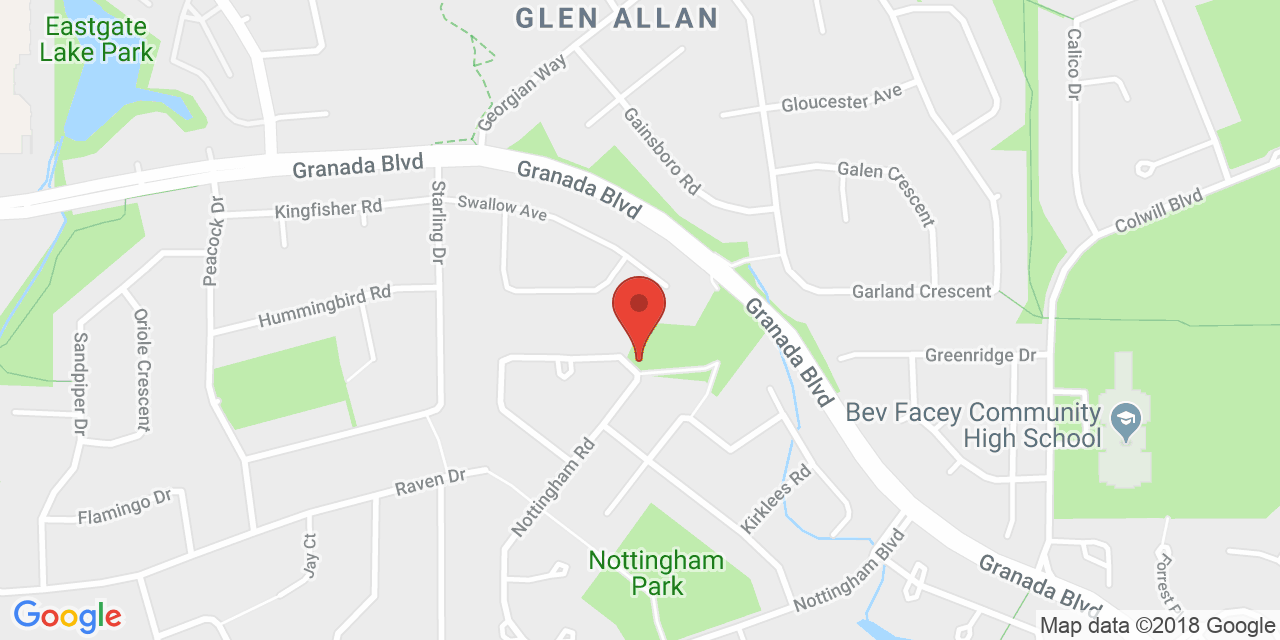 GLEN ALLAN
Eastgate
Lake Park
Georgian Way
Calico Dr
Gloucester Ave
Gainsboro Rd
Granada Blvd
Granada Blvd
Galen Crescent
Colwill Blvd
Kingfisher Rd
Starling Dr
Swallow Ave
Peacock Dr
Hummingbird Rd
Garland Crescent
Oriole Crescent
Sandpiper Dr
Granada Blvd
Greenridge Dr
Bev Facey Community
High School
Nottingham Rd
Raven Dr
Kirklees Rd
Flamingo Dr
Jay Ct
Nottingham
Park
Nottingham Blvd
Granada Blvd
Google
Map data ©2018 Google